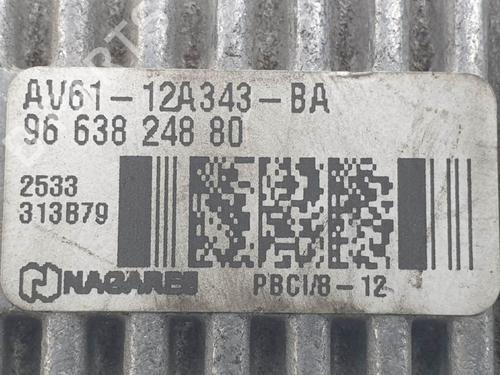 AV61-12A343-BA
96 638 248 80
2533
313B79
NAGARES
PBCI/8-12